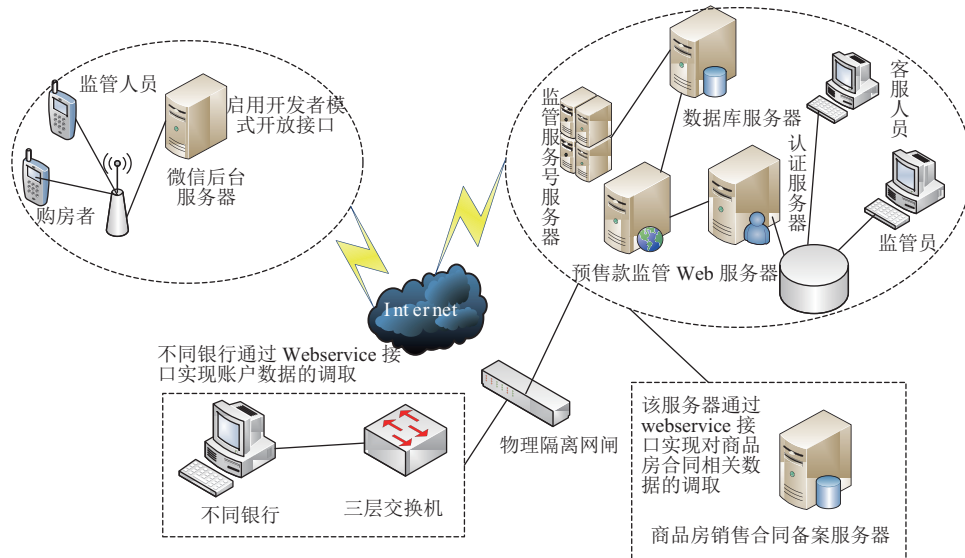 监管人员
启用开发者模
式开放接口
微信后台
服务器
购房者
监管服务号服务器
数据库服务器
客服人员
认证服务器
监管员
预售款监管 Web 服务器
Internet
不同银行通过 Webservice 接
口实现账户数据的调取
不同银行
三层交换机
物理隔离网闸
该服务器通过
webservice 接
口实现对商品
房合同相关数
据的调取
商品房销售合同备案服务器